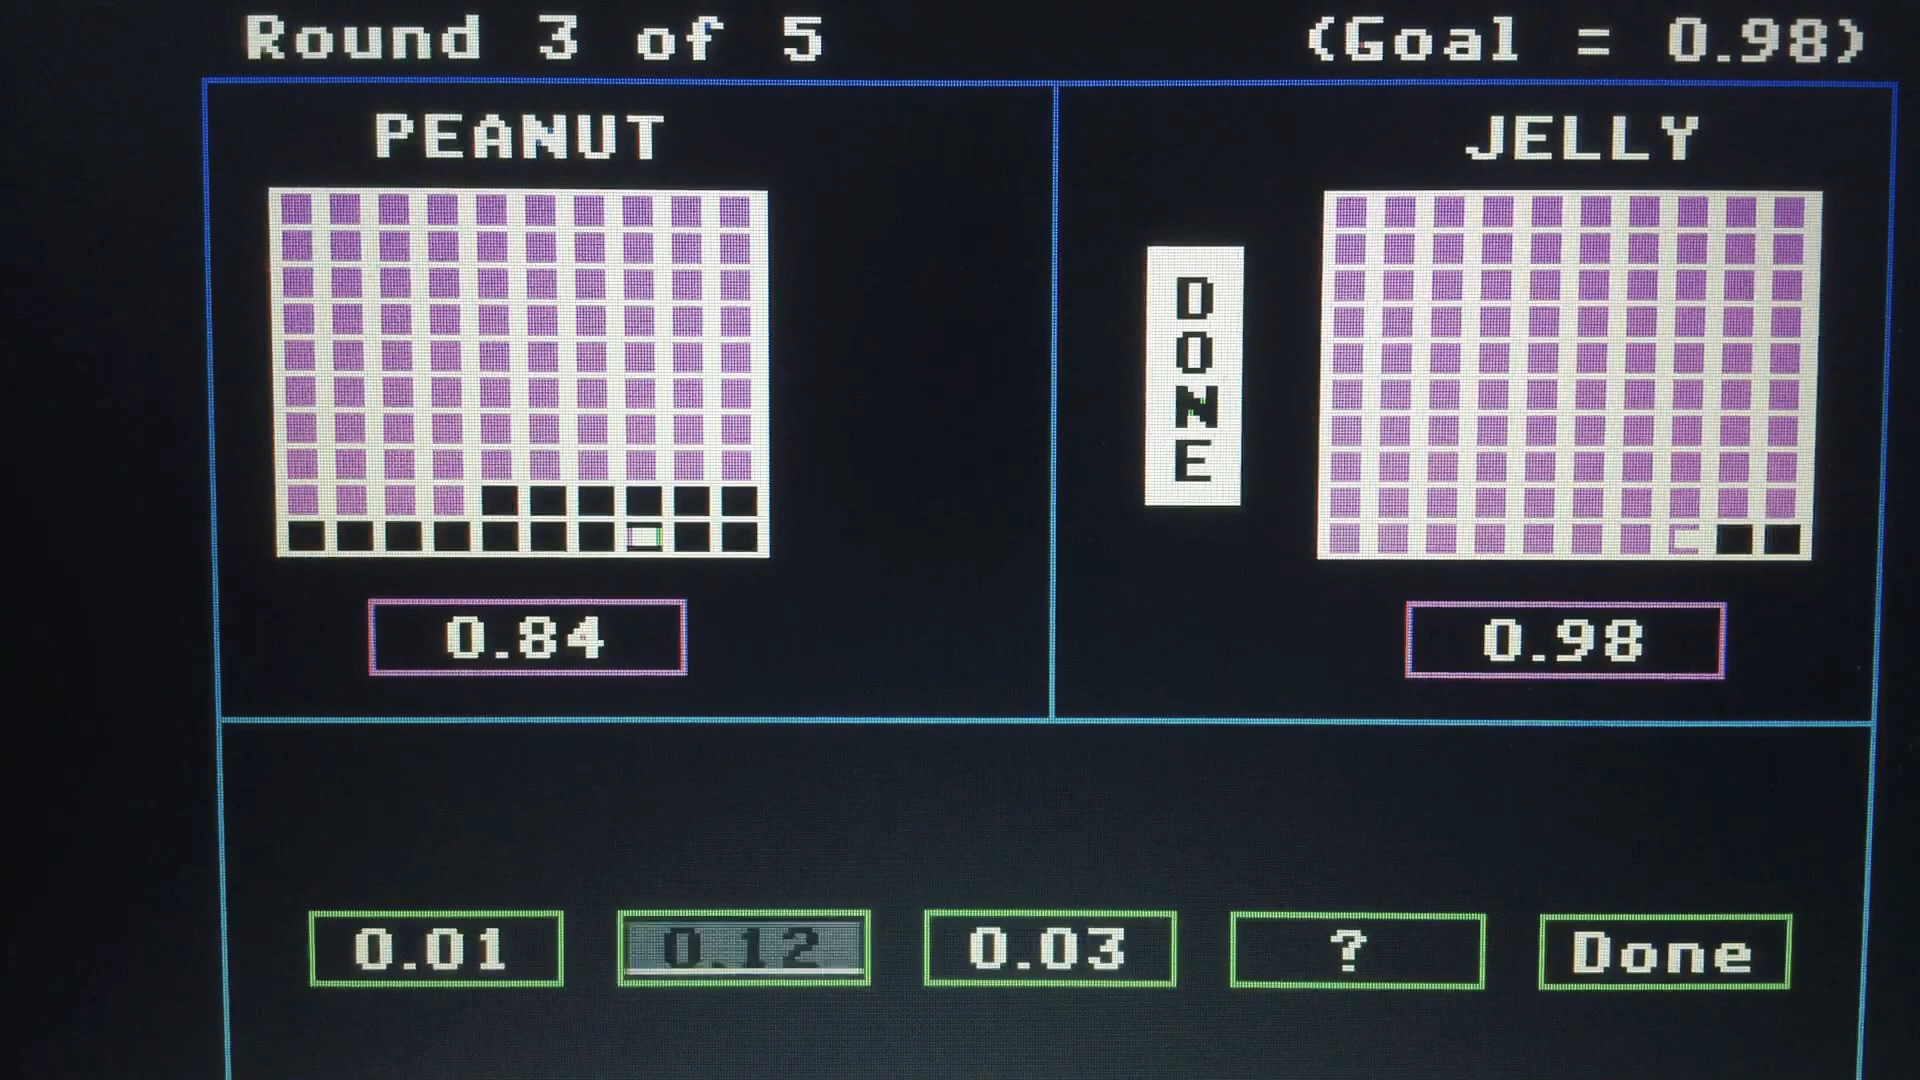 Round 3 of 5
(Goal = 0.98)
PEANUT
JELLY
DONE
0.84
0.98
0.01
0.12
0.03
?
Done